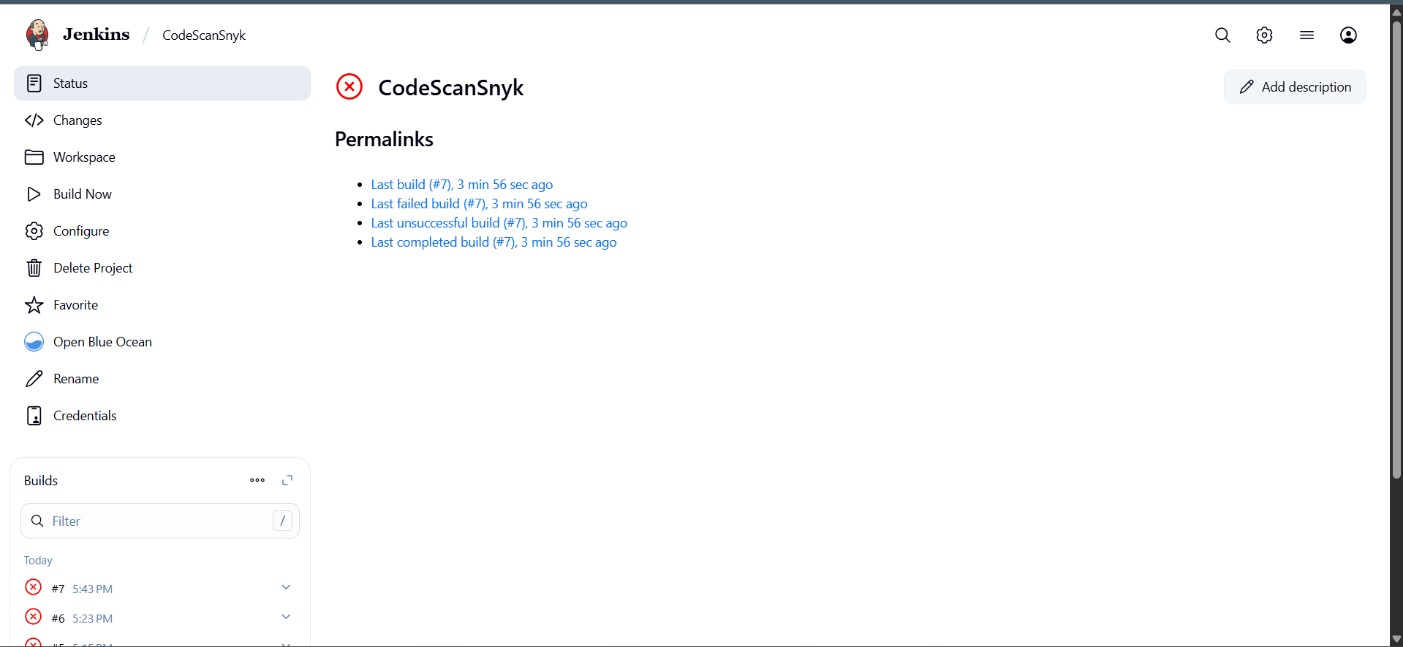 Jenkins / CodeScanSnyk
Status
Changes
Workspace
Build Now
Configure
Delete Project
Favorite
Open Blue Ocean
Rename
Credentials
Builds
Filter /
Today
#7 5:43 PM
#6 5:23 PM
CodeScanSnyk
Add description
Permalinks
Last build (#7), 3 min 56 sec ago
Last failed build (#7), 3 min 56 sec ago
Last unsuccessful build (#7), 3 min 56 sec ago
Last completed build (#7), 3 min 56 sec ago